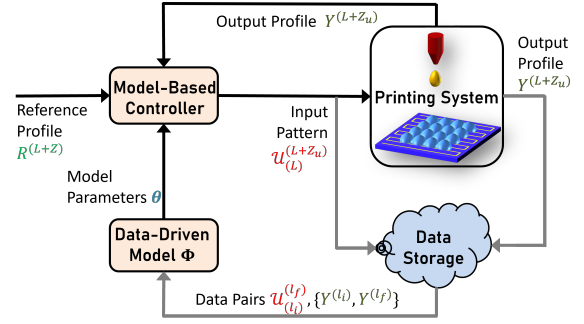 Output Profile Y^{(L+Z_u)}
Model-Based
Controller
Printing System
Output
Profile
Y^{(L+Z_u)}
Reference
Profile
R^{(L+Z)}
Input
Pattern
𝒰_{(L)}^{(L+Z_u)}
Model
Parameters θ
Data-Driven
Model Φ
Data
Storage
Data Pairs 𝒰_{(l_i)}^{(l_f)}, {Y^{(l_i)}, Y^{(l_f)}}